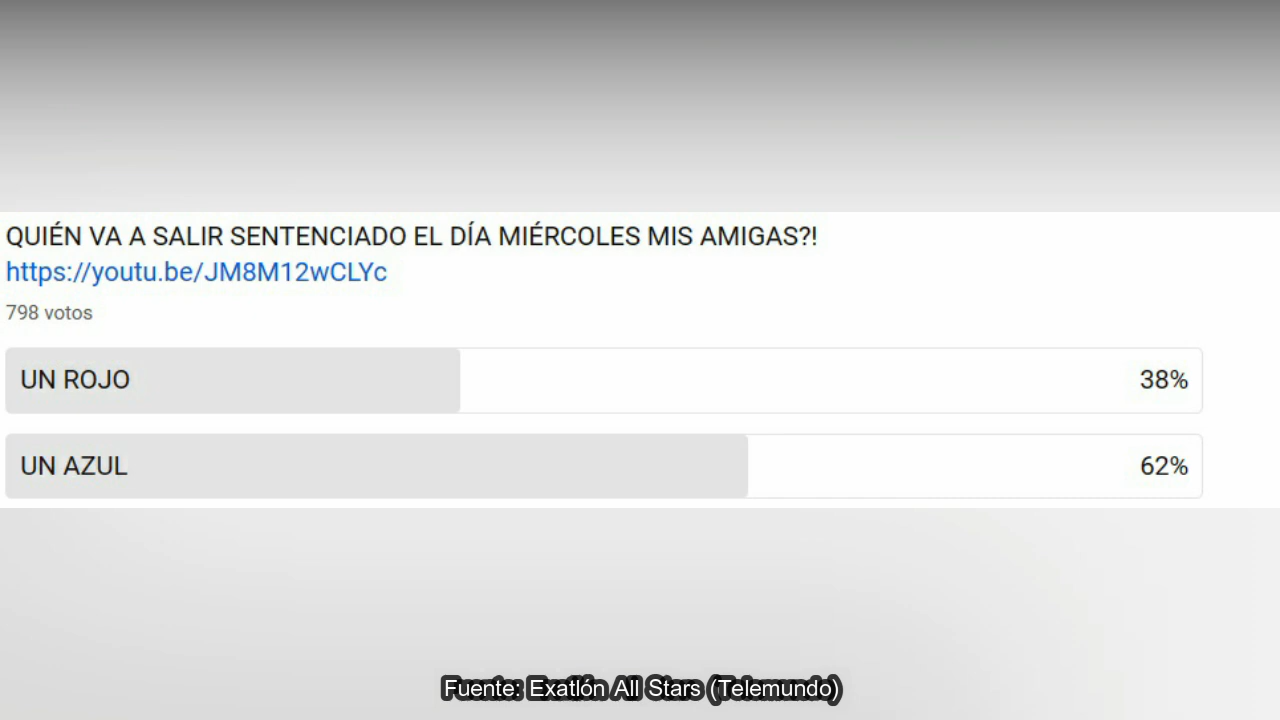 QUIÉN VA A SALIR SENTENCIADO EL DÍA MIÉRCOLES MIS AMIGAS?!
https://youtu.be/JM8M12wCLYc
798 votos
UN ROJO 38%
UN AZUL 62%
Fuente: Exatlón All Stars (Telemundo)